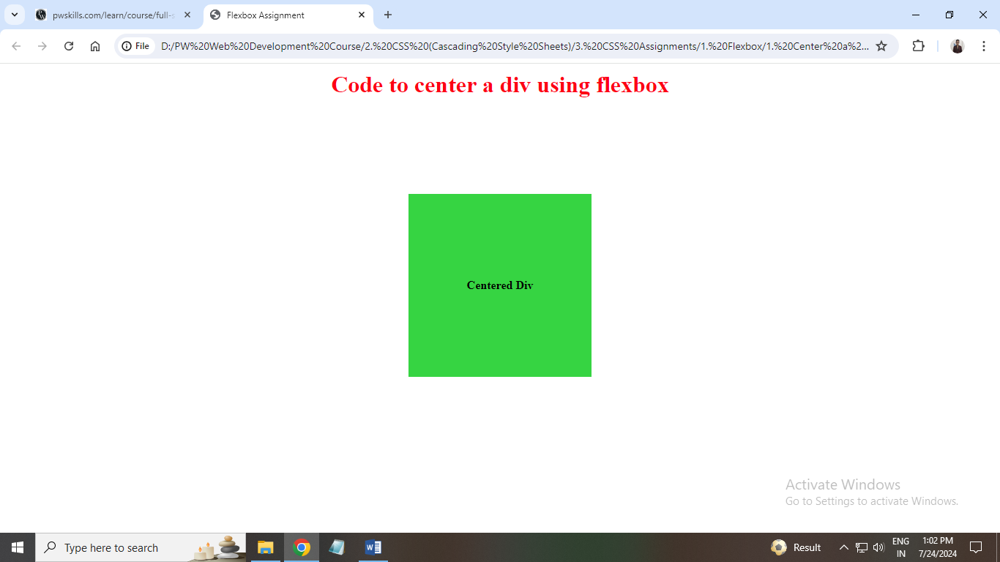 pwskills.com/learn/course/full-s
Flexbox Assignment
File
D:/PW%20Web%20Development%20Course/2.%20CSS%20(Cascading%20Style%20Sheets)/3.%20CSS%20Assignments/1.%20Flexbox/1.%20Center%20a%2...
Code to center a div using flexbox
Centered Div
Activate Windows
Go to Settings to activate Windows.
Type here to search
Result
ENG
IN
1:02 PM
7/24/2024